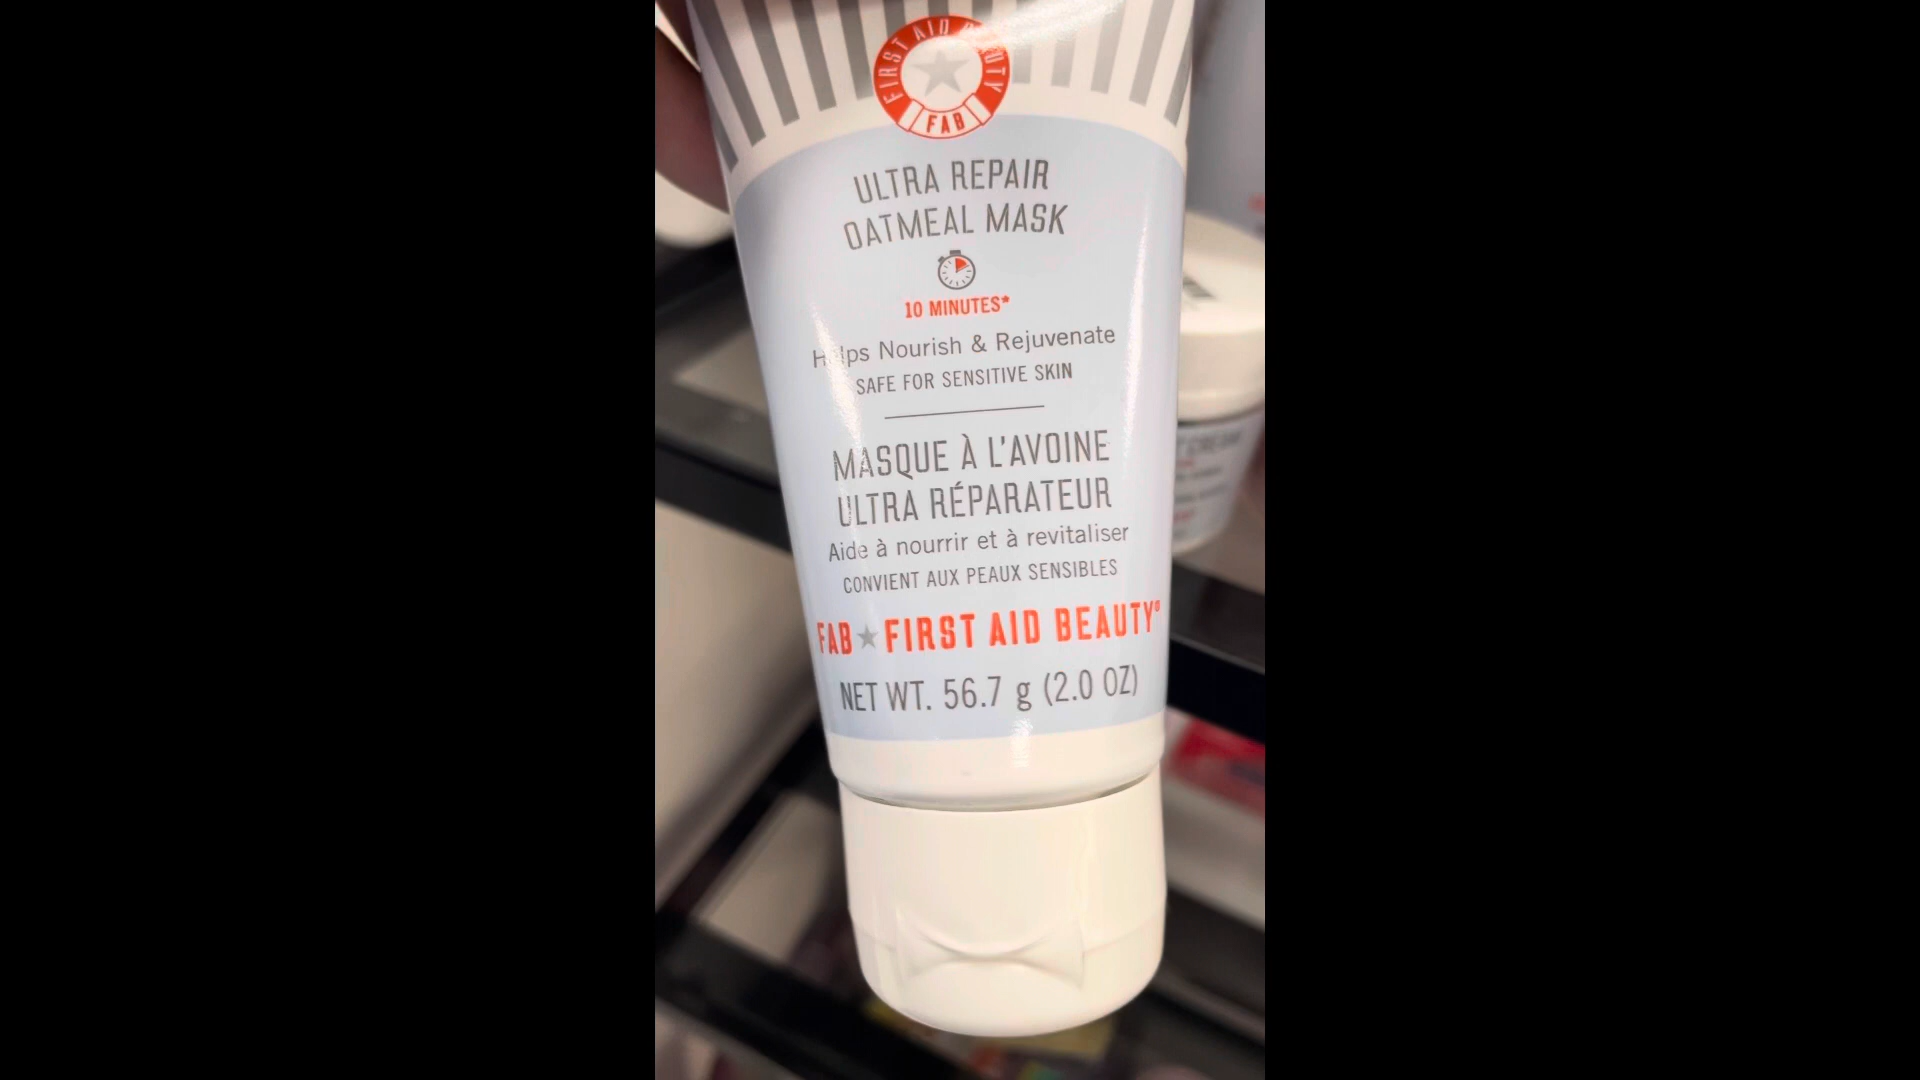 FIRST AID BEAUTY
FAB
ULTRA REPAIR
OATMEAL MASK
10 MINUTES*
Helps Nourish & Rejuvenate
SAFE FOR SENSITIVE SKIN
MASQUE À L'AVOINE
ULTRA RÉPARATEUR
Aide à nourrir et à revitaliser
CONVIENT AUX PEAUX SENSIBLES
FAB ★ FIRST AID BEAUTY®
NET WT. 56.7 g (2.0 OZ)
CREAM